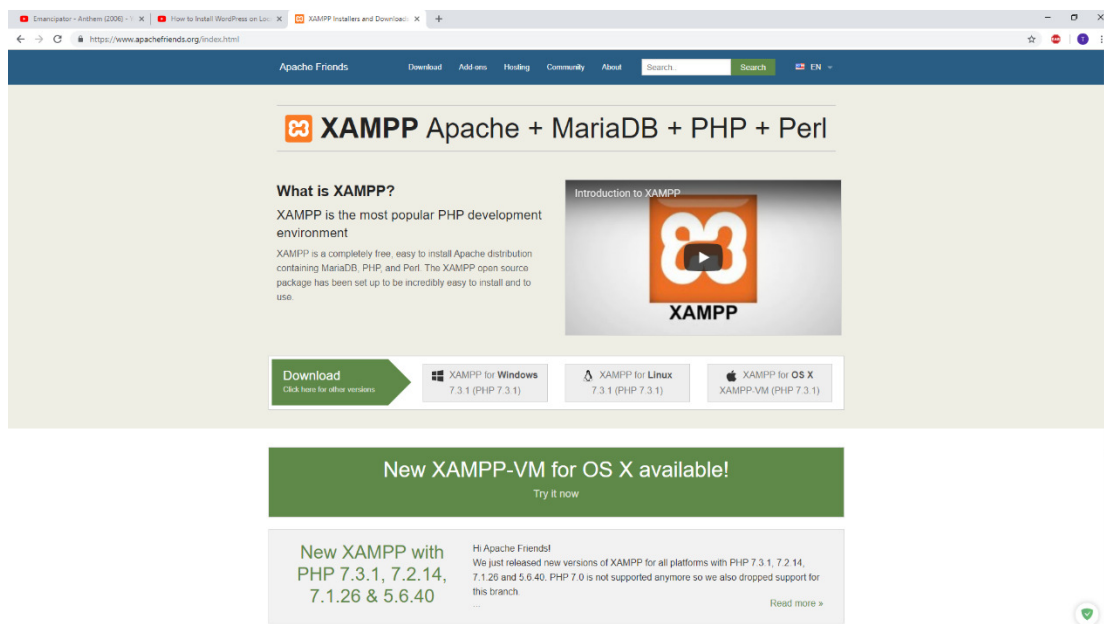 Emancipator - Anthem (2006) -
How to Install WordPress on Loc
XAMPP Installers and Downloads
https://www.apachefriends.org/index.html
Apache Friends
Download
Add-ons
Hosting
Community
About
Search...
Search
EN
XAMPP Apache + MariaDB + PHP + Perl
What is XAMPP?
XAMPP is the most popular PHP development
environment
XAMPP is a completely free, easy to install Apache distribution
containing MariaDB, PHP, and Perl. The XAMPP open source
package has been set up to be incredibly easy to install and to
use.
Introduction to XAMPP
XAMPP
Download
Click here for other versions
XAMPP for Windows
7.3.1 (PHP 7.3.1)
XAMPP for Linux
7.3.1 (PHP 7.3.1)
XAMPP for OS X
XAMPP-VM (PHP 7.3.1)
New XAMPP-VM for OS X available!
Try it now
New XAMPP with
PHP 7.3.1, 7.2.14,
7.1.26 & 5.6.40
Hi Apache Friends!
We just released new versions of XAMPP for all platforms with PHP 7.3.1, 7.2.14,
7.1.26 and 5.6.40. PHP 7.0 is not supported anymore so we also dropped support for
this branch.
...
Read more »